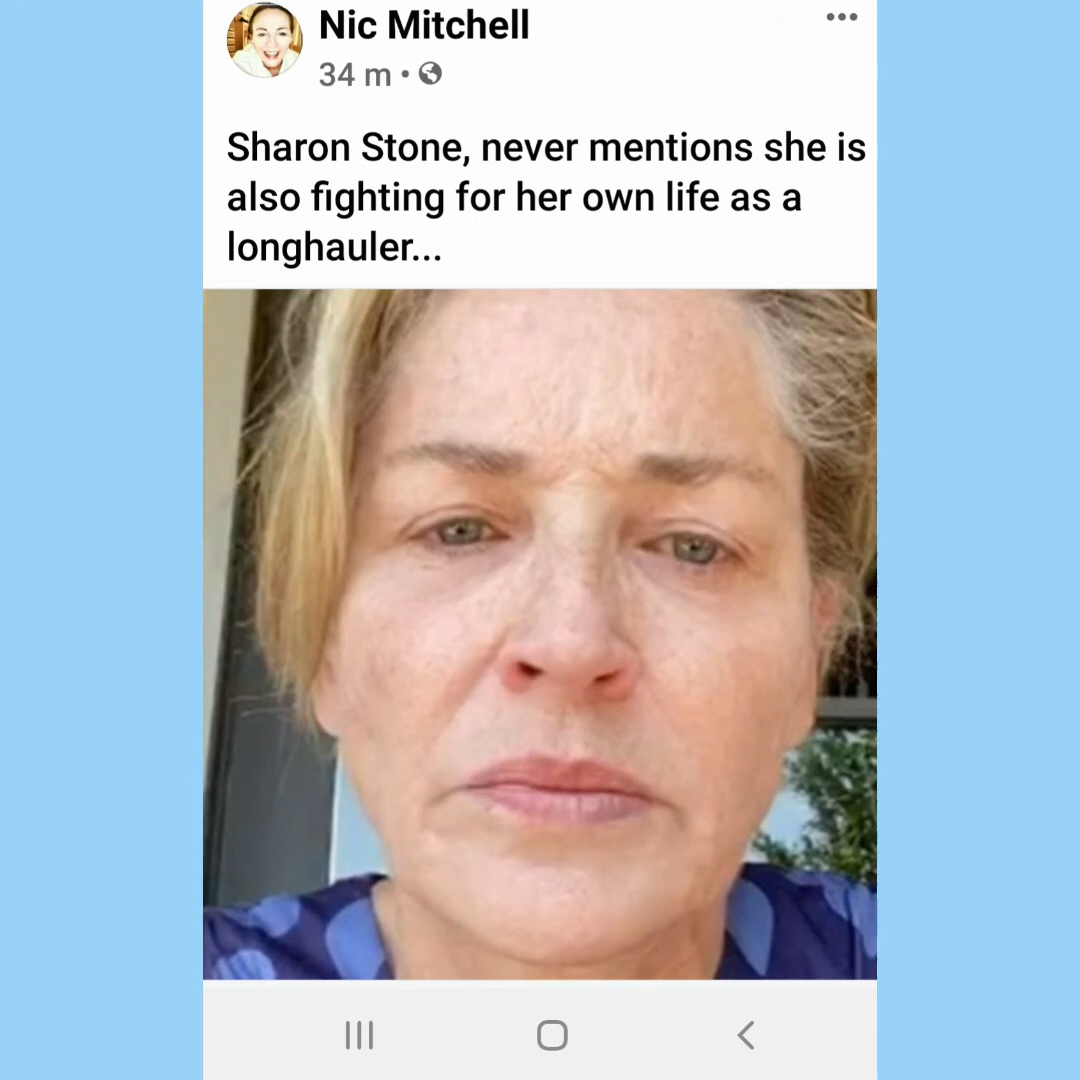 Nic Mitchell
34 m •
Sharon Stone, never mentions she is
also fighting for her own life as a
longhauler...